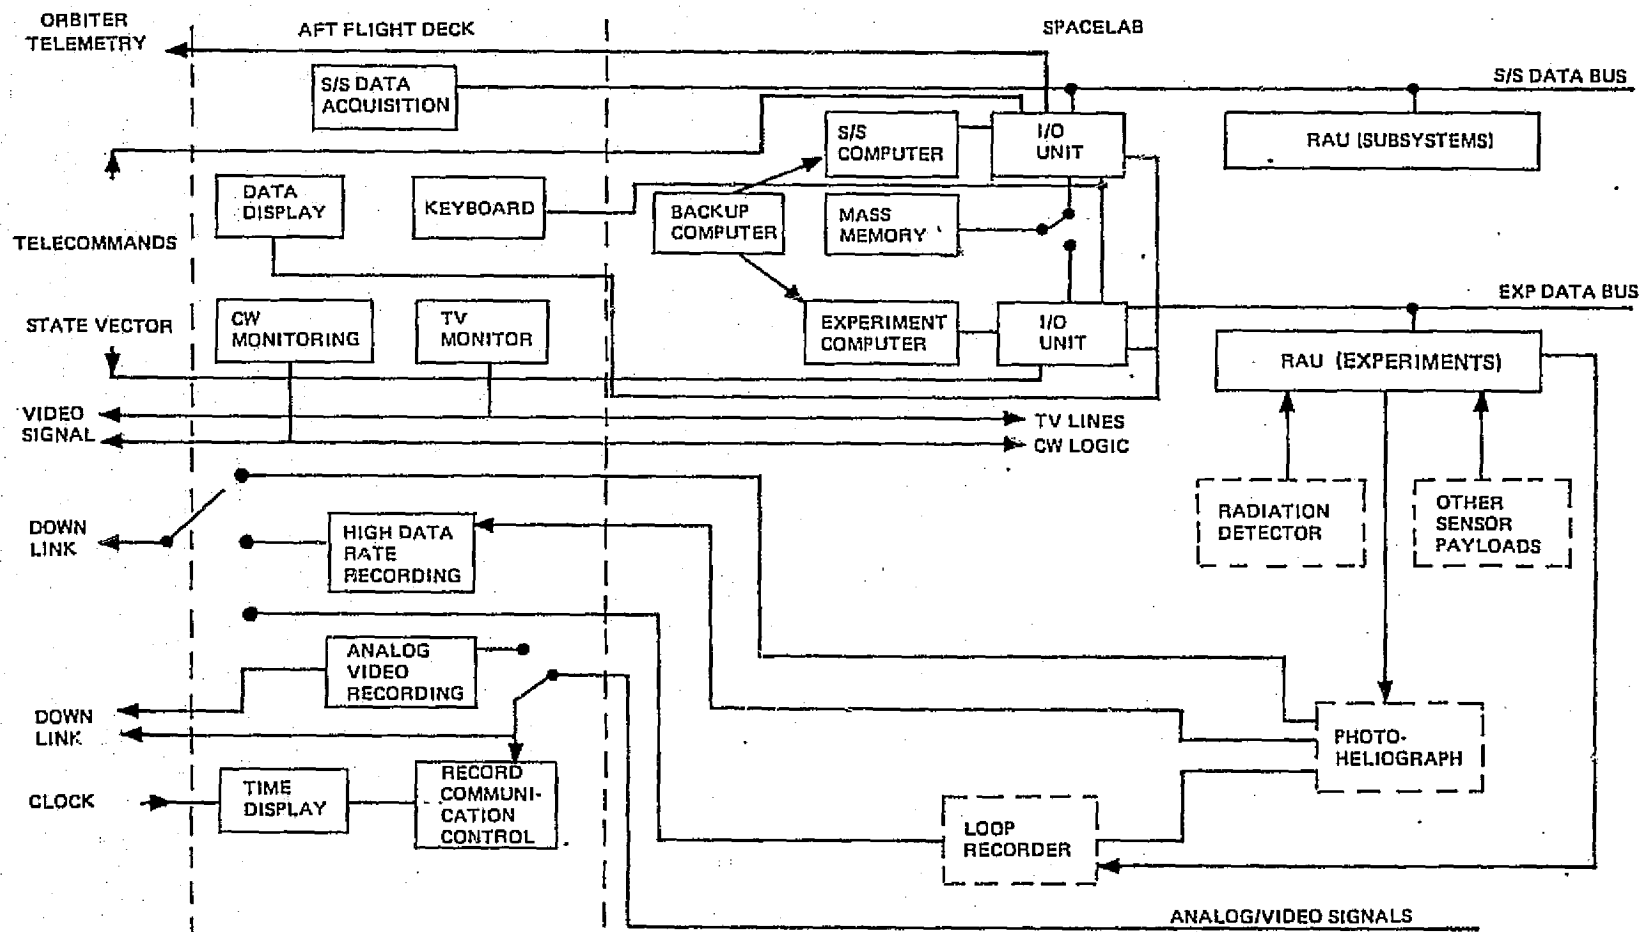 ORBITER
TELEMETRY
AFT FLIGHT DECK
SPACELAB
S/S DATA
ACQUISITION
S/S DATA BUS
S/S
COMPUTER
I/O
UNIT
RAU (SUBSYSTEMS)
DATA
DISPLAY
KEYBOARD
BACKUP
COMPUTER
MASS
MEMORY
TELECOMMANDS
EXP DATA BUS
STATE VECTOR
CW
MONITORING
TV
MONITOR
EXPERIMENT
COMPUTER
I/O
UNIT
RAU (EXPERIMENTS)
VIDEO
SIGNAL
TV LINES
CW LOGIC
RADIATION
DETECTOR
OTHER
SENSOR
PAYLOADS
DOWN
LINK
HIGH DATA
RATE
RECORDING
ANALOG
VIDEO
RECORDING
DOWN
LINK
PHOTO-
HELIOGRAPH
CLOCK
TIME
DISPLAY
RECORD
COMMUNI-
CATION
CONTROL
LOOP
RECORDER
ANALOG/VIDEO SIGNALS